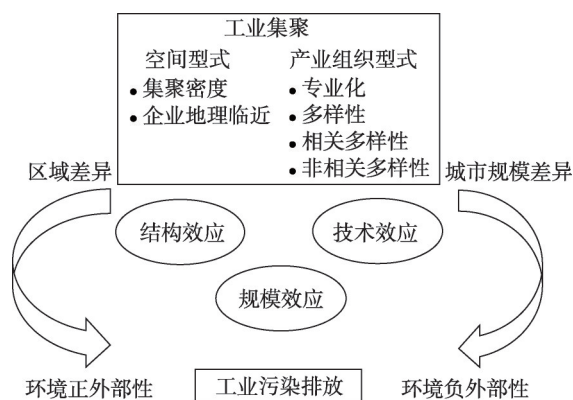 工业集聚
空间型式 产业组织型式
•集聚密度 •专业化
•企业地理临近 •多样性
•相关多样性
•非相关多样性
区域差异 城市规模差异
结构效应 技术效应
规模效应
环境正外部性 工业污染排放 环境负外部性